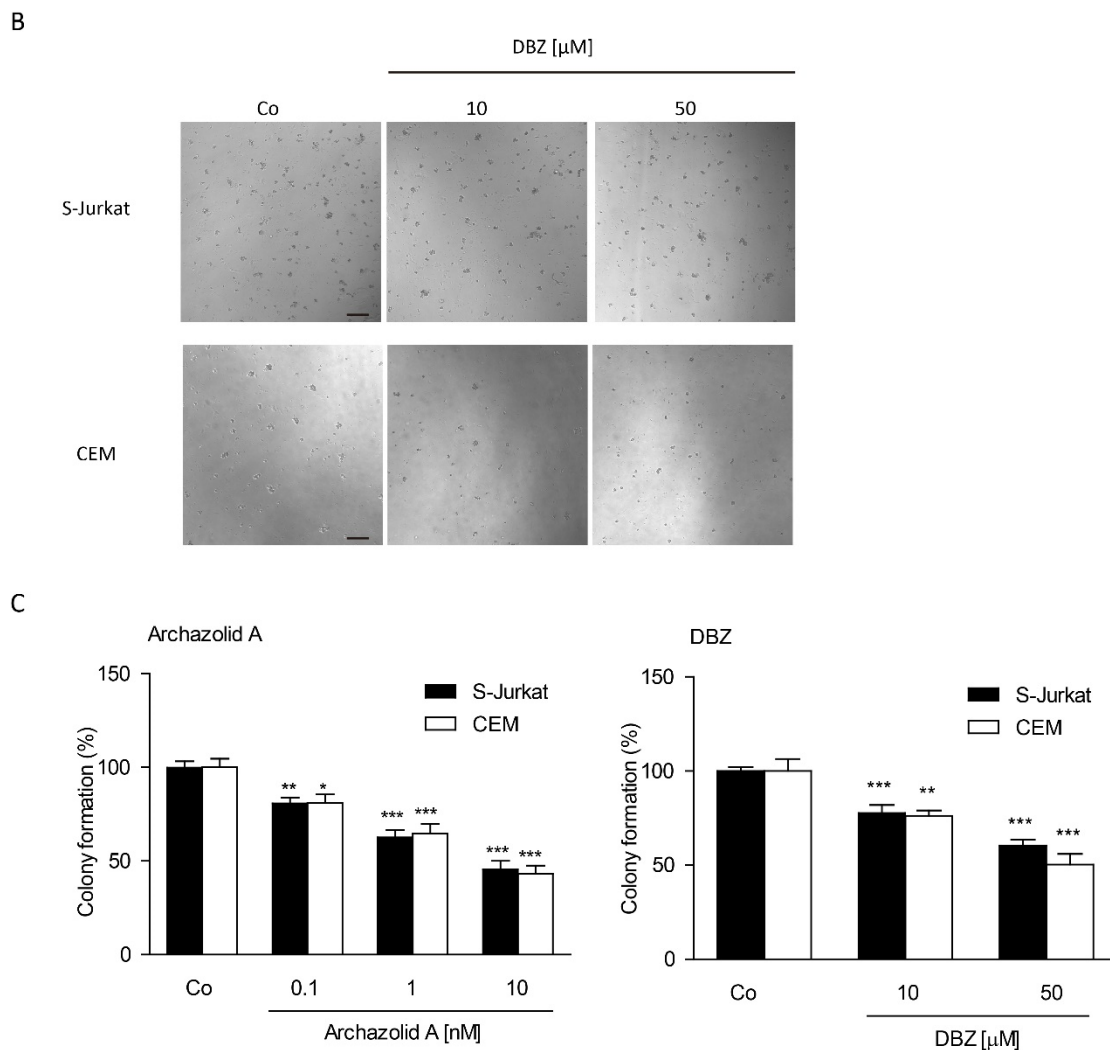 B
DBZ [μM]
Co 10 50
S-Jurkat
CEM
C
Archazolid A
150
100
50
0
Colony formation (%)
S-Jurkat
CEM
** * *** *** *** ***
Co 0.1 1 10
Archazolid A [nM]
DBZ
150
100
50
0
Colony formation (%)
S-Jurkat
CEM
*** ** *** ***
Co 10 50
DBZ [μM]